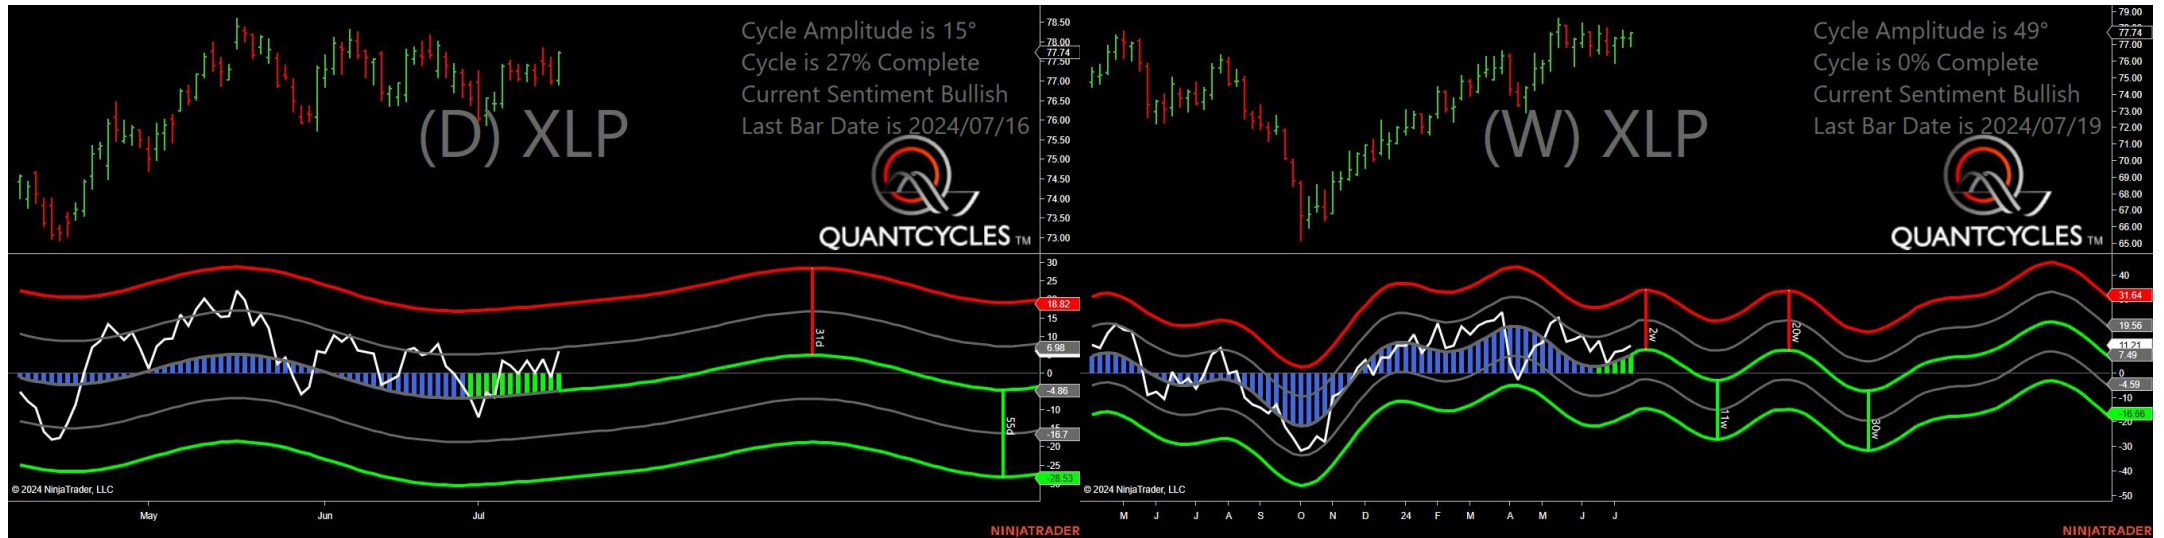 Cycle Amplitude is 15°
Cycle is 27% Complete
Current Sentiment Bullish
Last Bar Date is 2024/07/16
(D) XLP
QUANTCYCLES TM
78.50
78.00
77.74
77.50
77.00
76.50
76.00
75.50
75.00
74.50
74.00
73.50
73.00
30
25
18.82
15
10
6.98
0
-4.86
-10
-16.7
-20
-25
-28.53
31d
55d
© 2024 NinjaTrader, LLC
May Jun Jul
NINJATRADER
Cycle Amplitude is 49°
Cycle is 0% Complete
Current Sentiment Bullish
Last Bar Date is 2024/07/19
(W) XLP
QUANTCYCLES TM
79.00
77.74
77.00
76.00
75.00
74.00
73.00
72.00
71.00
70.00
69.00
68.00
67.00
66.00
65.00
40
31.64
19.56
11.21
7.49
0
-4.59
-16.66
-20
-30
-40
-50
2w
11w
20w
30w
© 2024 NinjaTrader, LLC
M J J A S O N D 24 F M A M J J
NINJATRADER